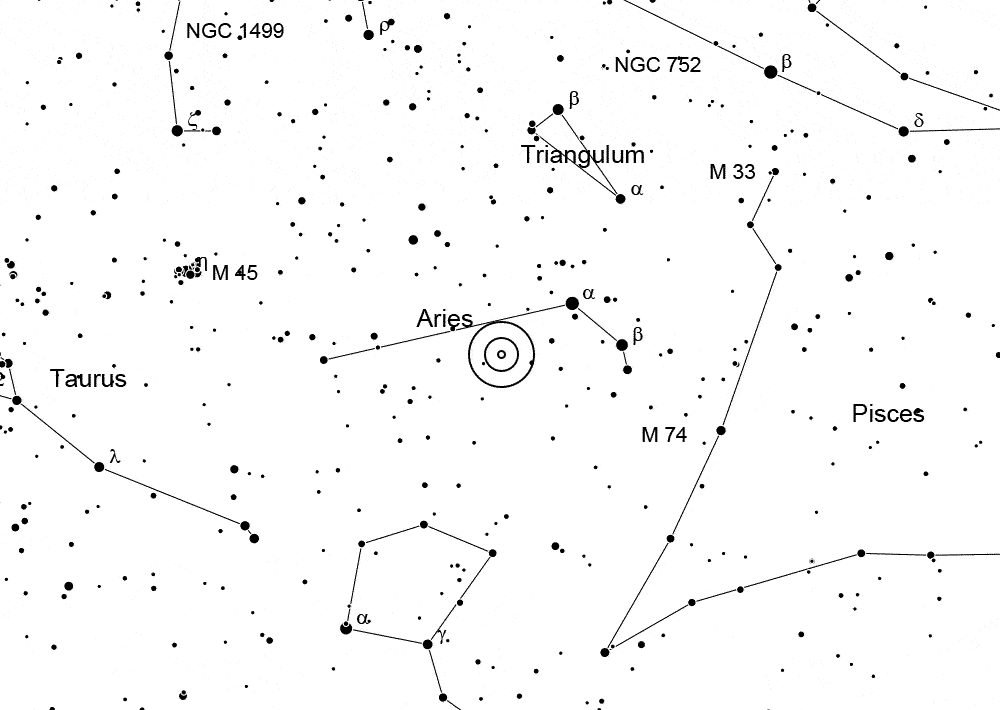 NGC 1499
ρ
NGC 752
β
β
ζ
δ
Triangulum
M 33
α
η
M 45
α
Aries
β
Taurus
Pisces
M 74
λ
α
γ